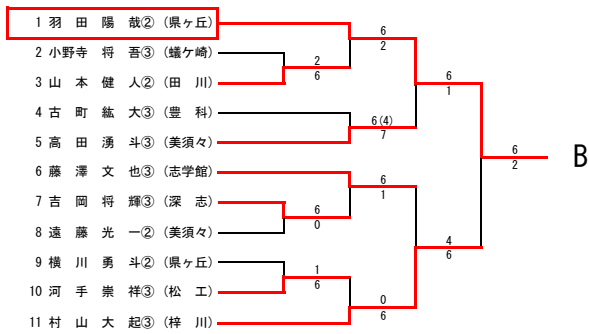 1 羽 田 陽 哉② (県ヶ丘)
2 小野寺 将 吾③ (蟻ケ崎)
3 山 本 健 人② (田 川)
4 古 町 紘 大③ (豊 科)
5 高 田 湧 斗③ (美須々)
6 藤 澤 文 也③ (志学館)
7 吉 岡 将 輝③ (深 志)
8 遠 藤 光 一② (美須々)
9 横 川 勇 斗② (県ヶ丘)
10 河 手 崇 祥③ (松 工)
11 村 山 大 起③ (梓 川)
2
6
6
0
1
6
6
2
6(4)
7
6
1
0
6
6
1
4
6
6
2
B